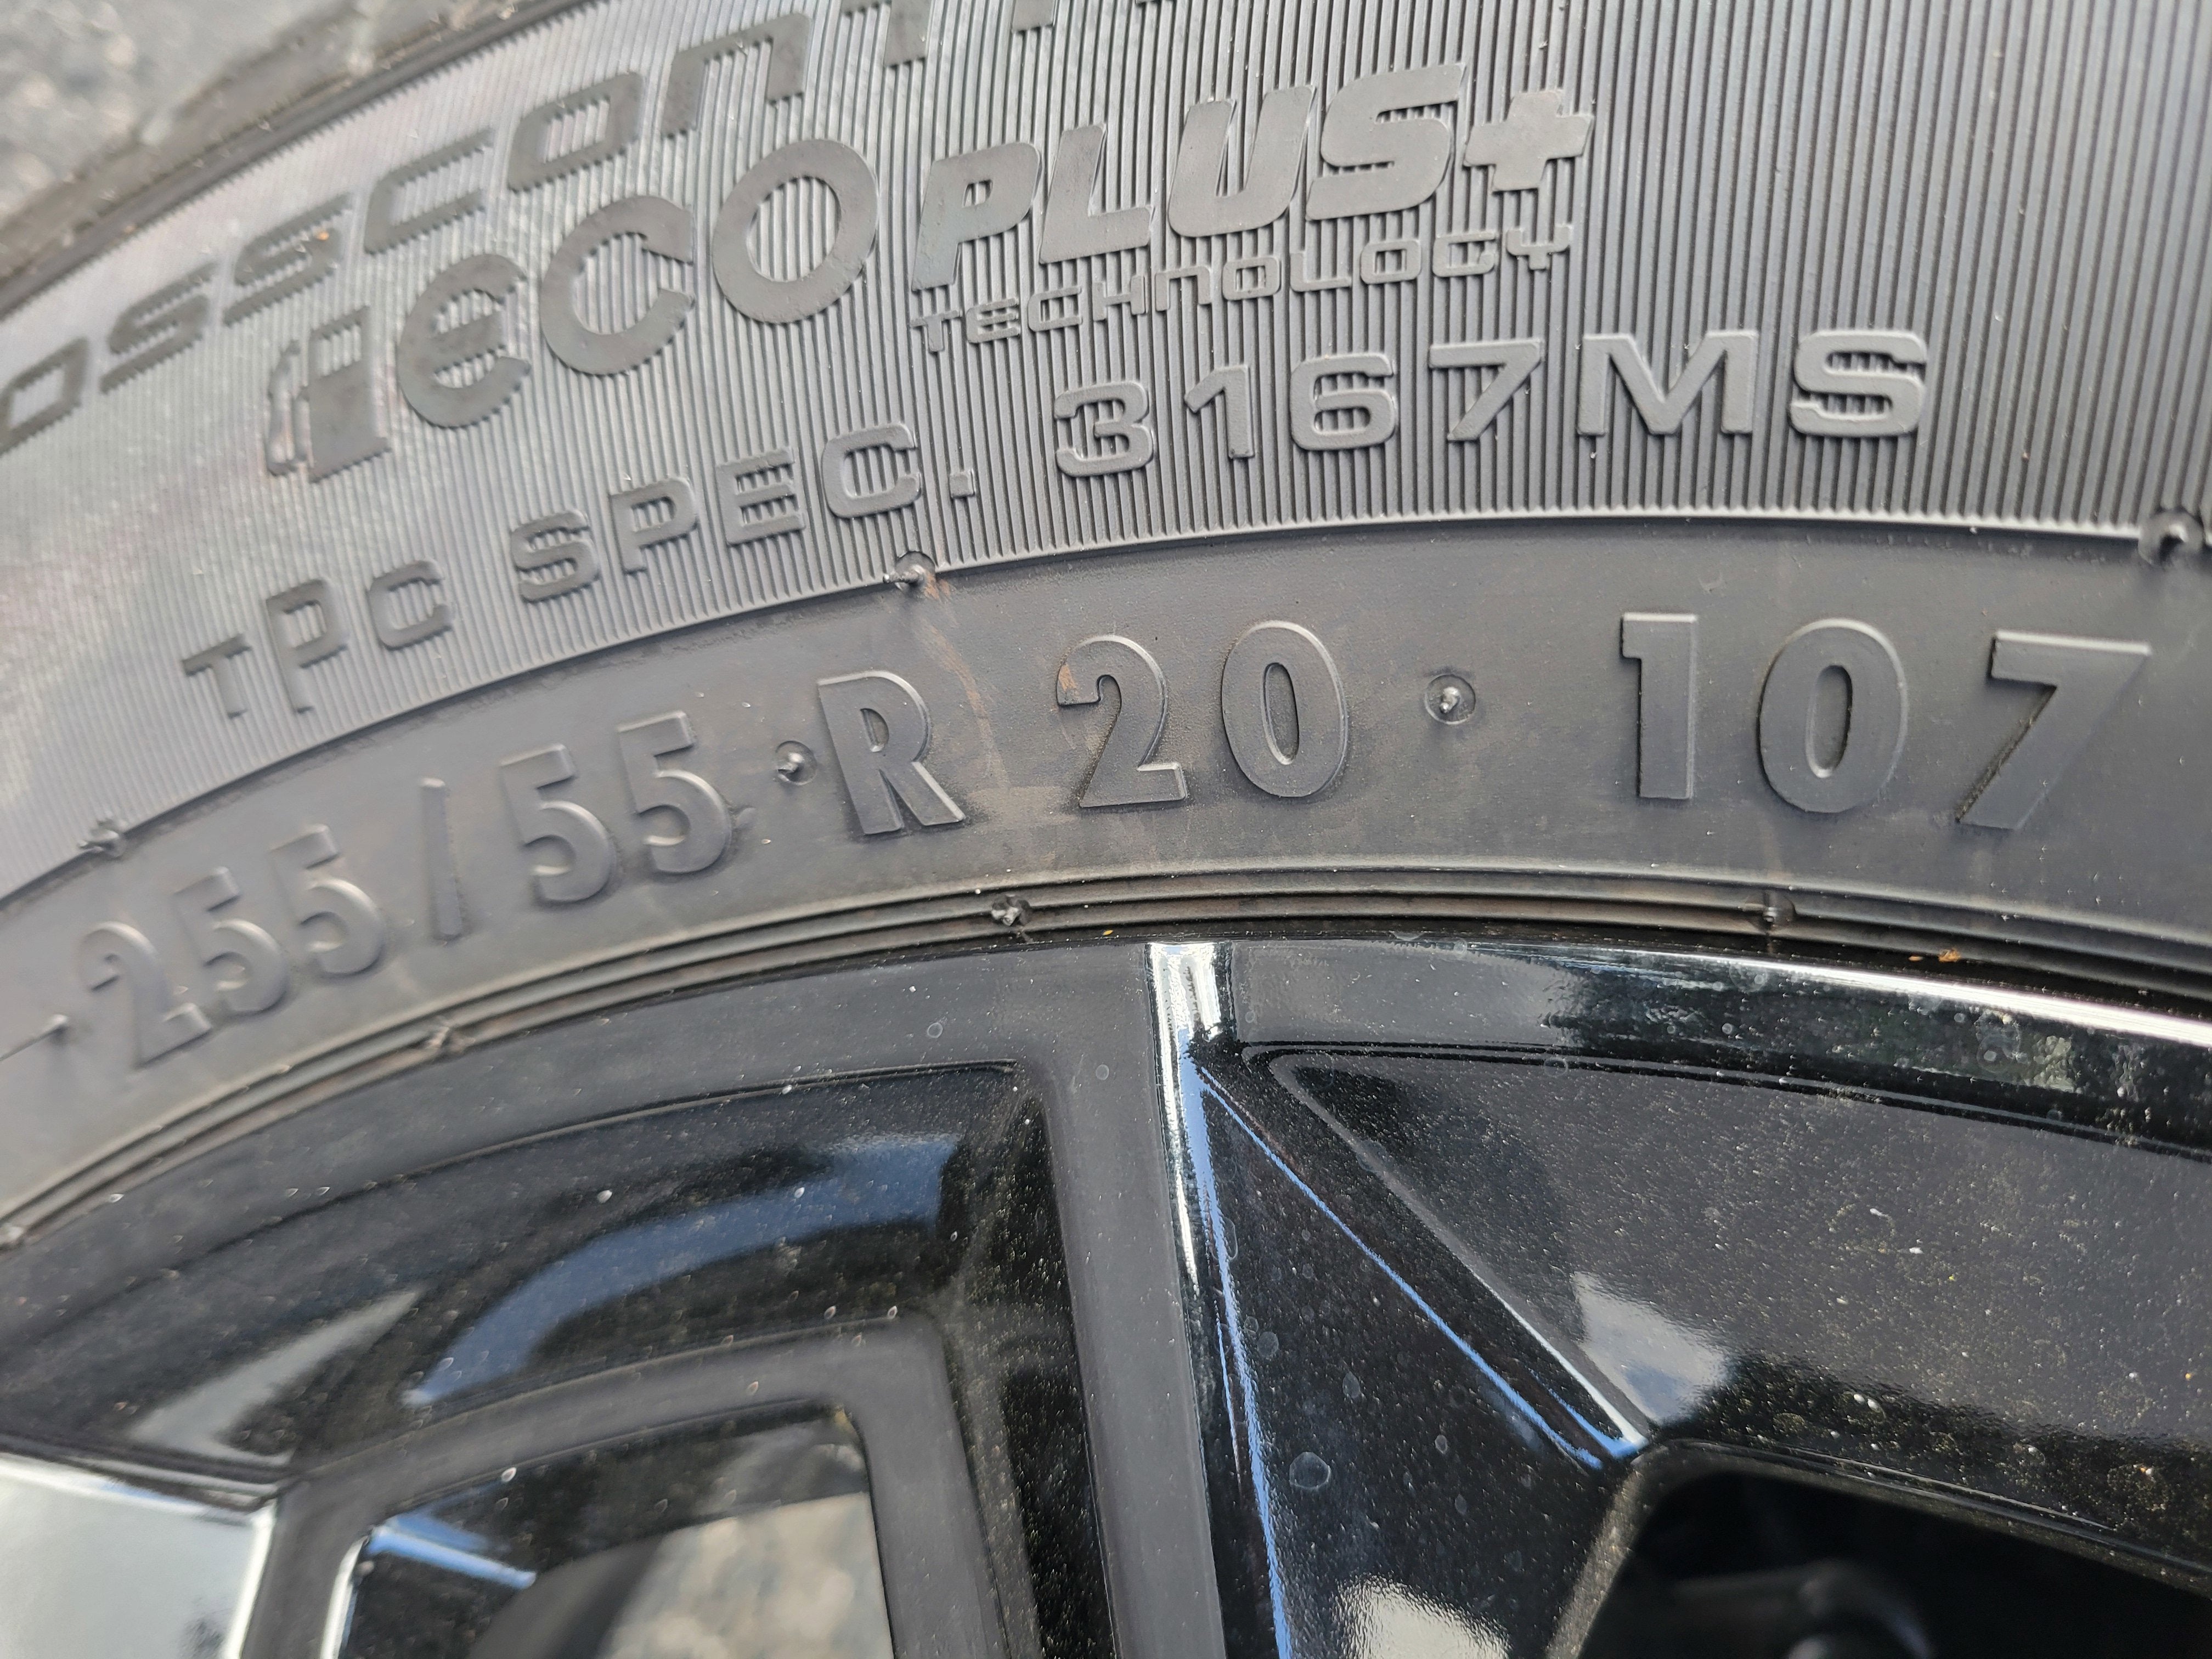 ecoPLUS+
TECHNOLOGY
TPC SPEC. 3167MS
255/55 R 20 107